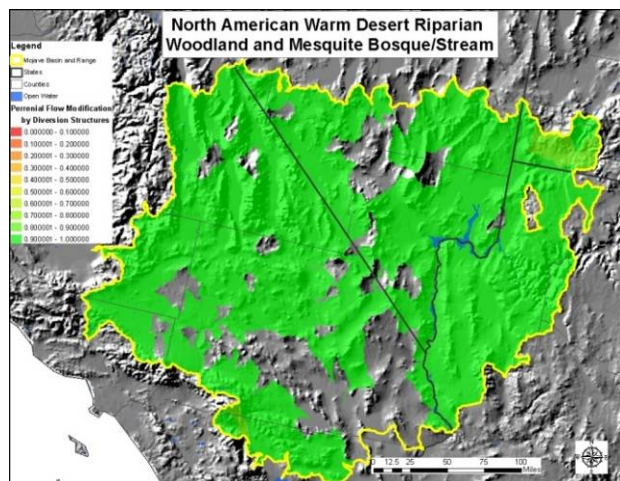 North American Warm Desert Riparian
Woodland and Mesquite Bosque/Stream
Legend
Mojave Basin and Range
States
Counties
Open Water
Perrenial Flow Modification
by Diversion Structures
0.000000 - 0.100000
0.100001 - 0.200000
0.200001 - 0.300000
0.300001 - 0.400000
0.400001 - 0.500000
0.500001 - 0.600000
0.600001 - 0.700000
0.700001 - 0.800000
0.800001 - 0.900000
0.900001 - 1.000000
0 12.5 25 50 75 100
Miles